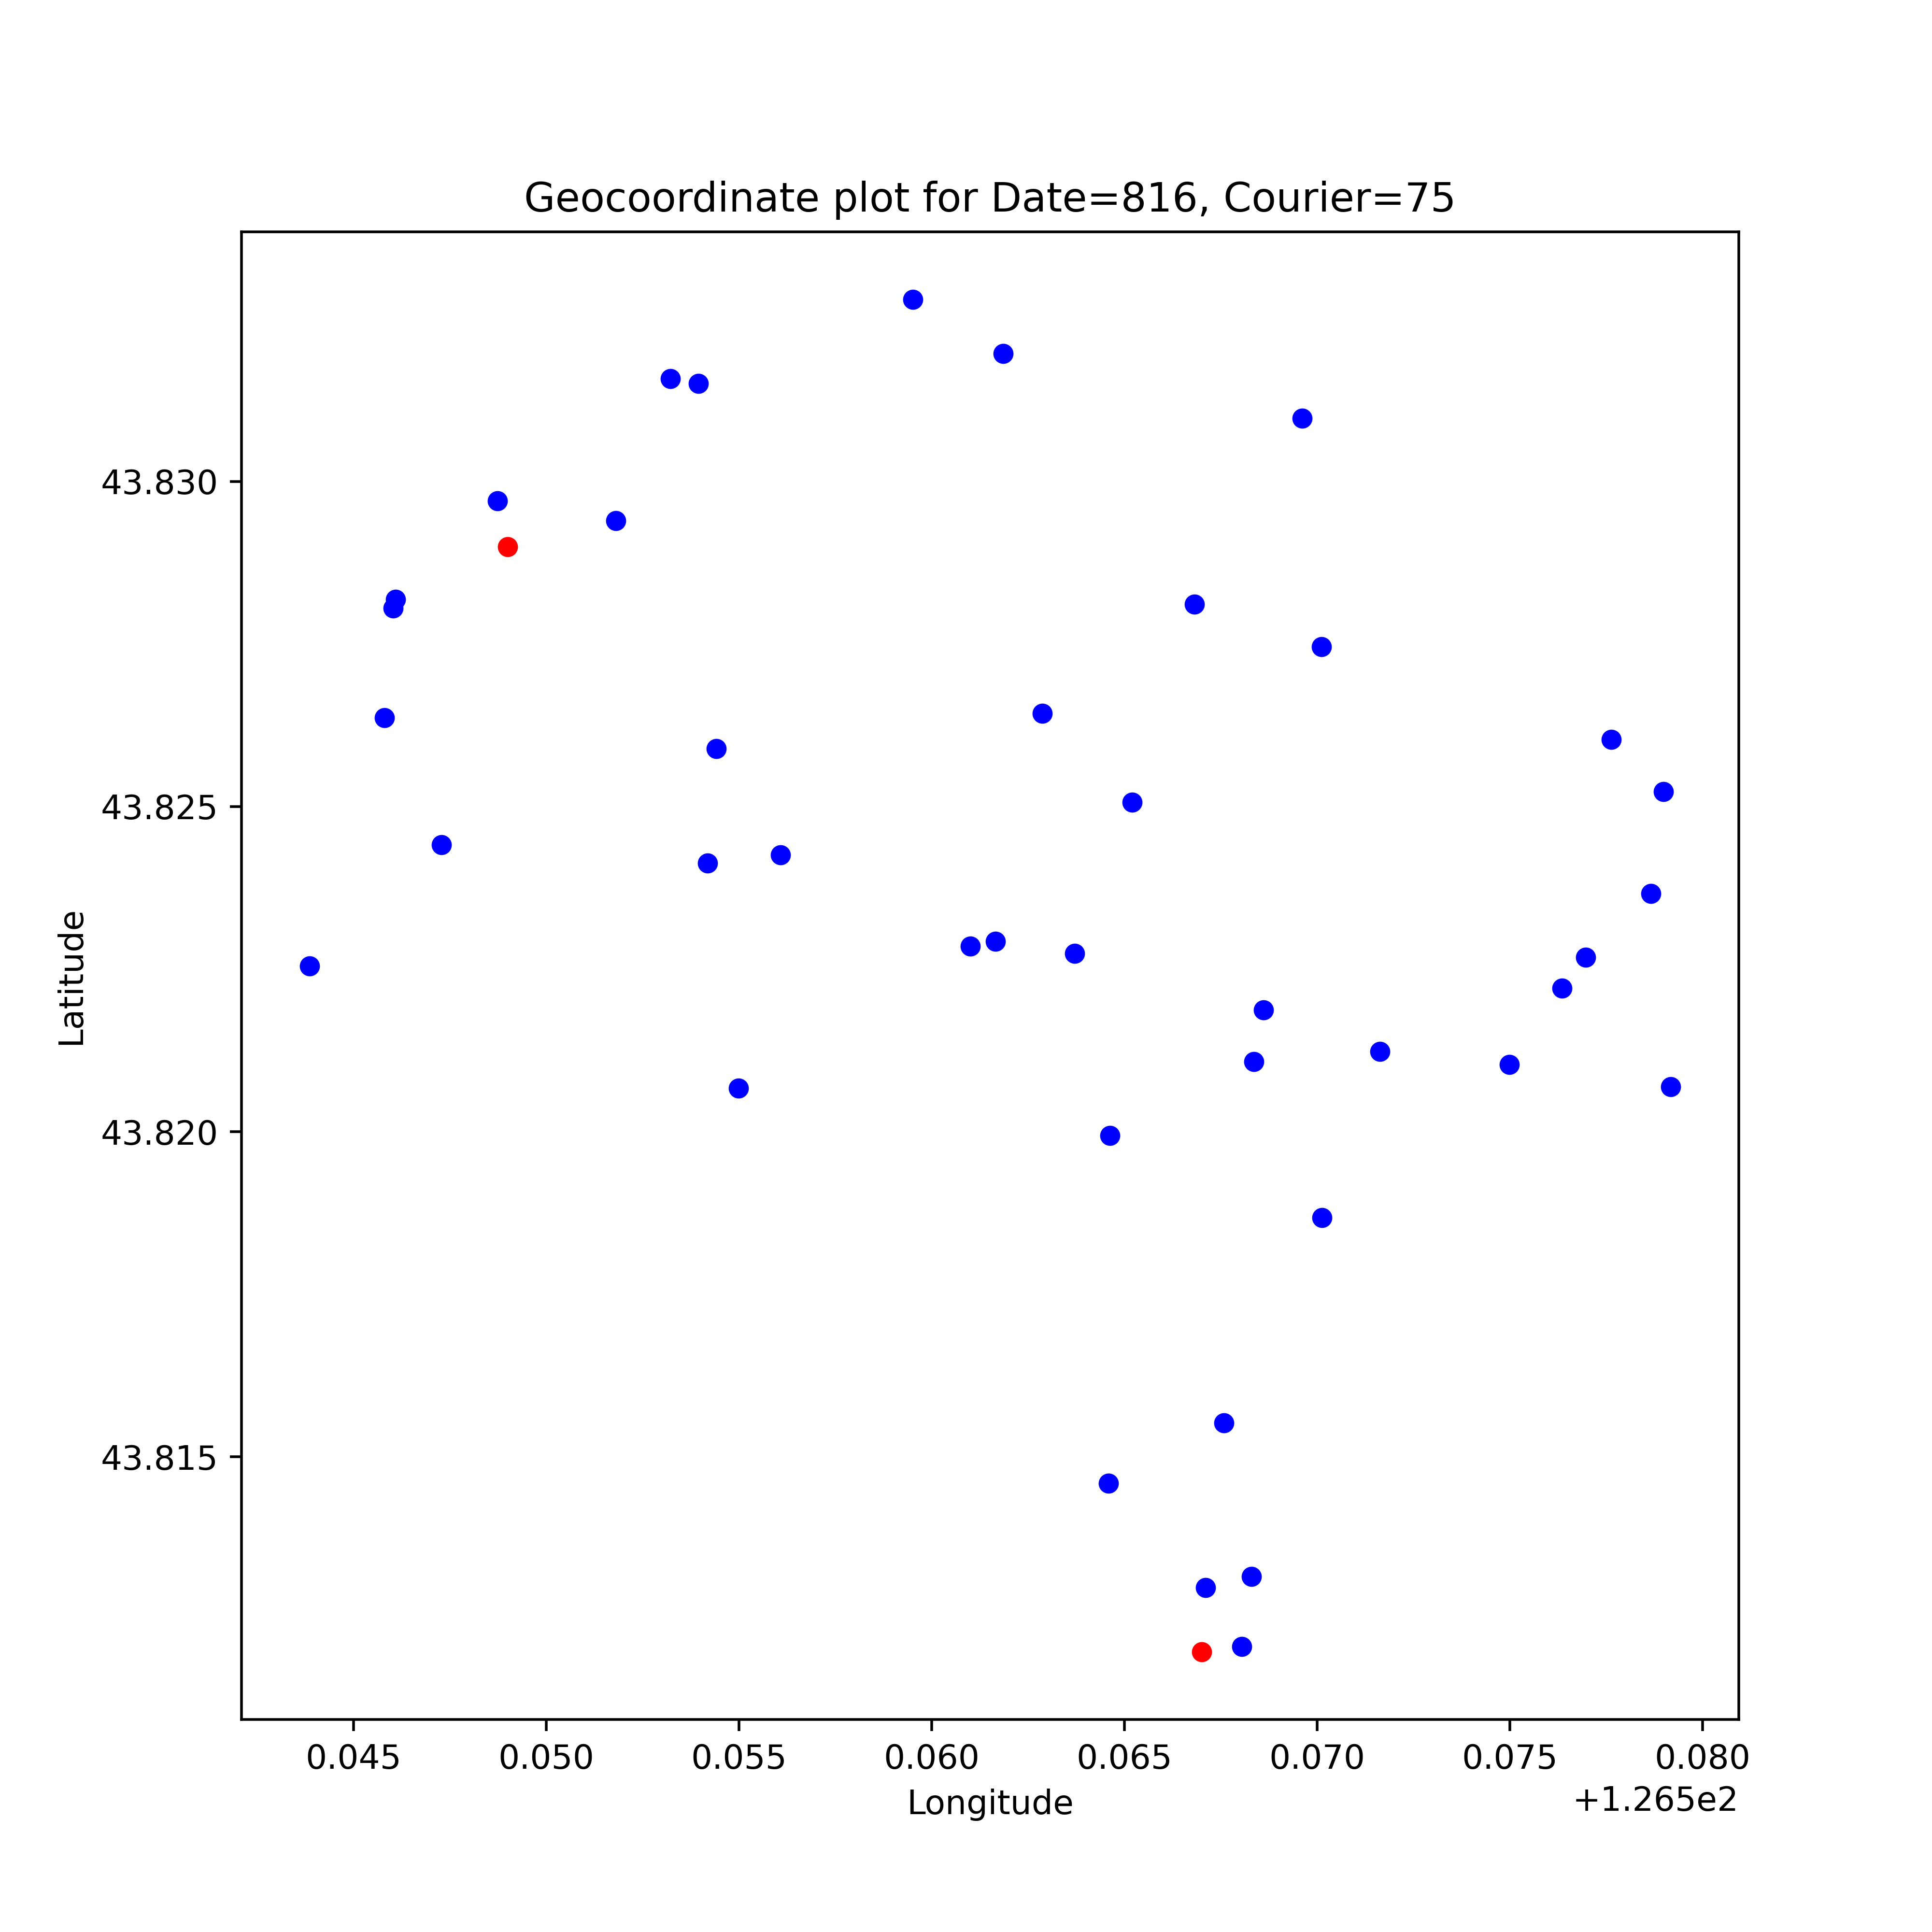 Geocoordinate plot for Date=816, Courier=75
Latitude
43.830
43.825
43.820
43.815
0.045 0.050 0.055 0.060 0.065 0.070 0.075 0.080
Longitude
+1.265e2